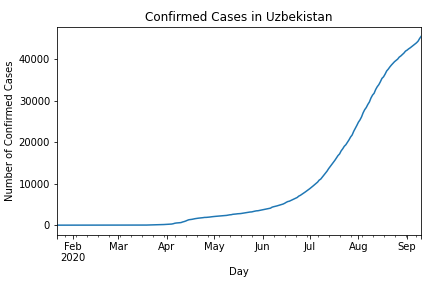 Confirmed Cases in Uzbekistan
Number of Confirmed Cases
40000
30000
20000
10000
0
Feb Mar Apr May Jun Jul Aug Sep
2020
Day